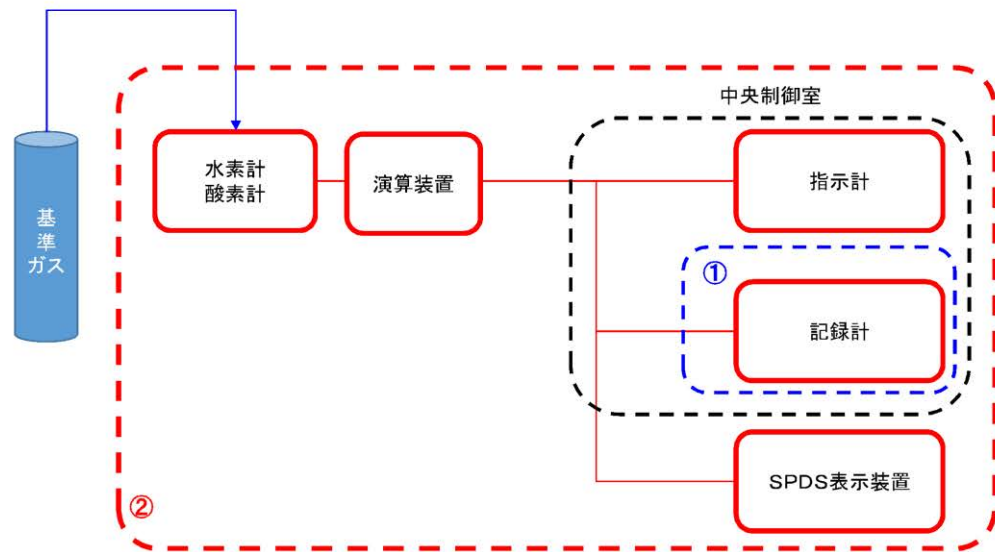 中央制御室
水素計
酸素計
演算装置
指示計
基
準
ガス
①
記録計
SPDS表示装置
②